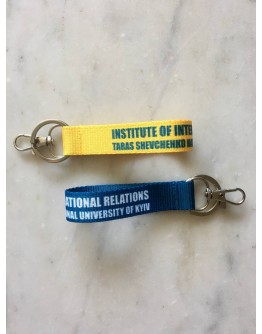 INSTITUTE OF INTE
TARAS SHEVCHENKO
ATIONAL RELATIONS
NAL UNIVERSITY OF KYIV